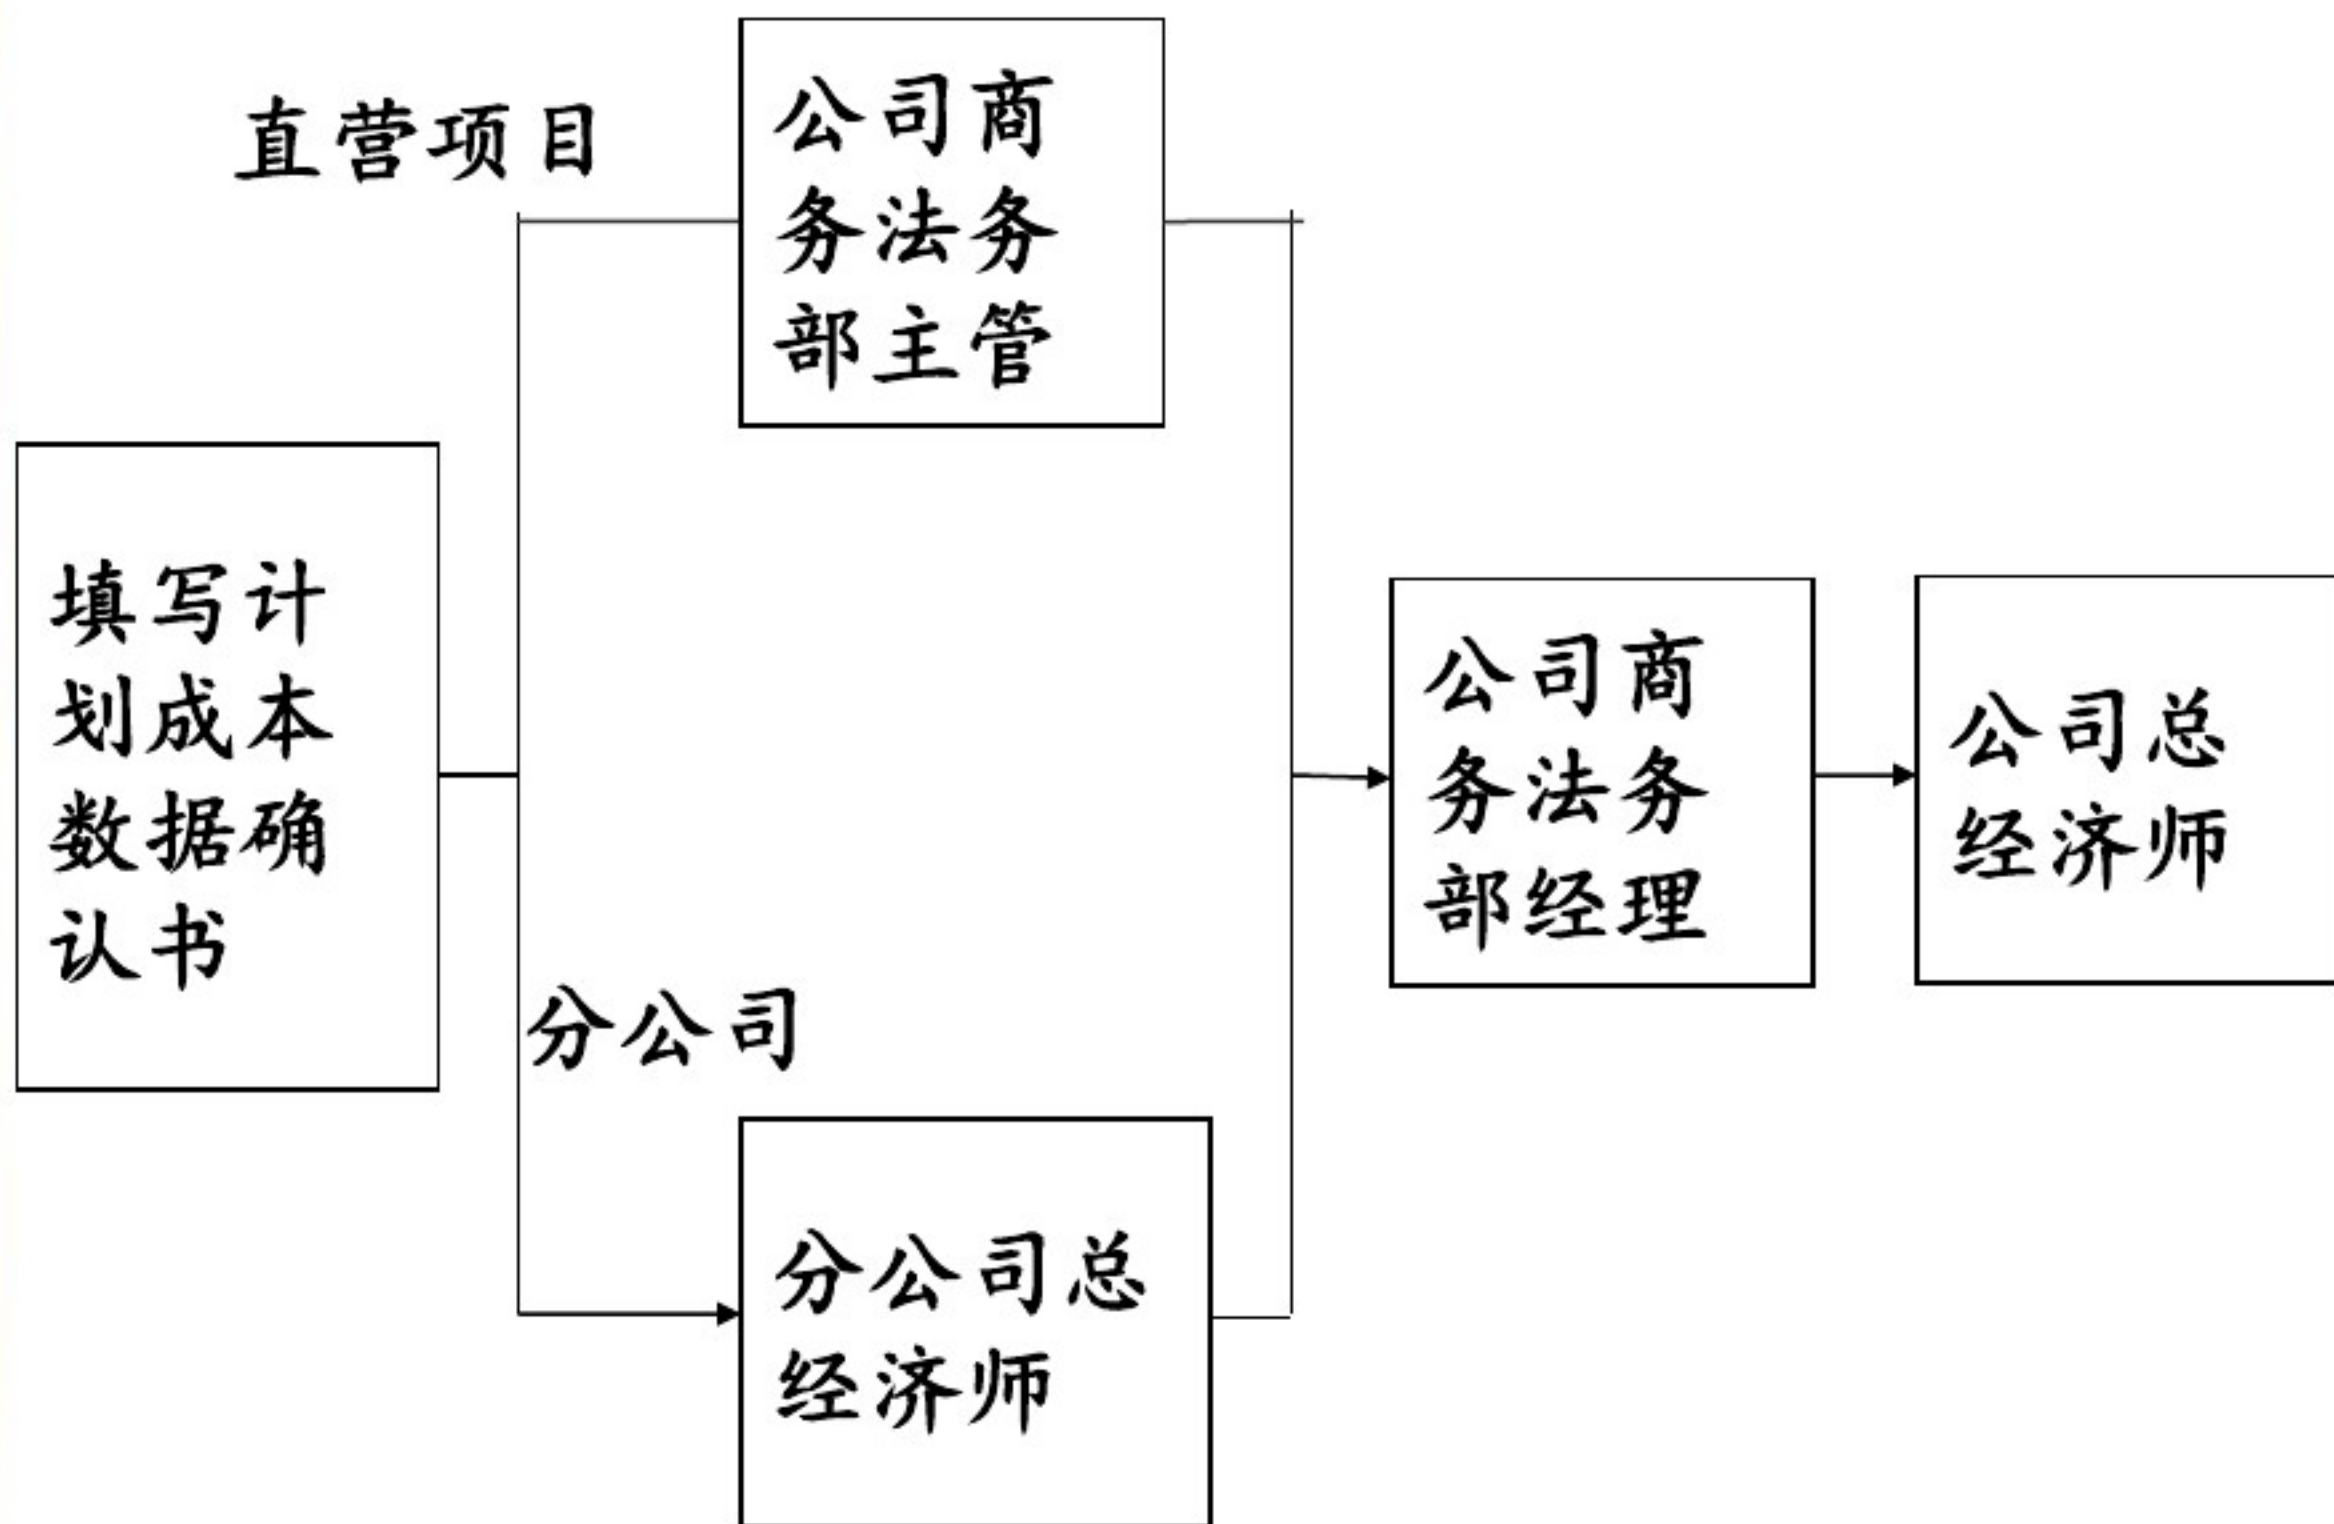 直营项目
公司商
务法务
部主管
填写计
划成本
数据确
认书
分公司
分公司总
经济师
公司商
务法务
部经理
公司总
经济师